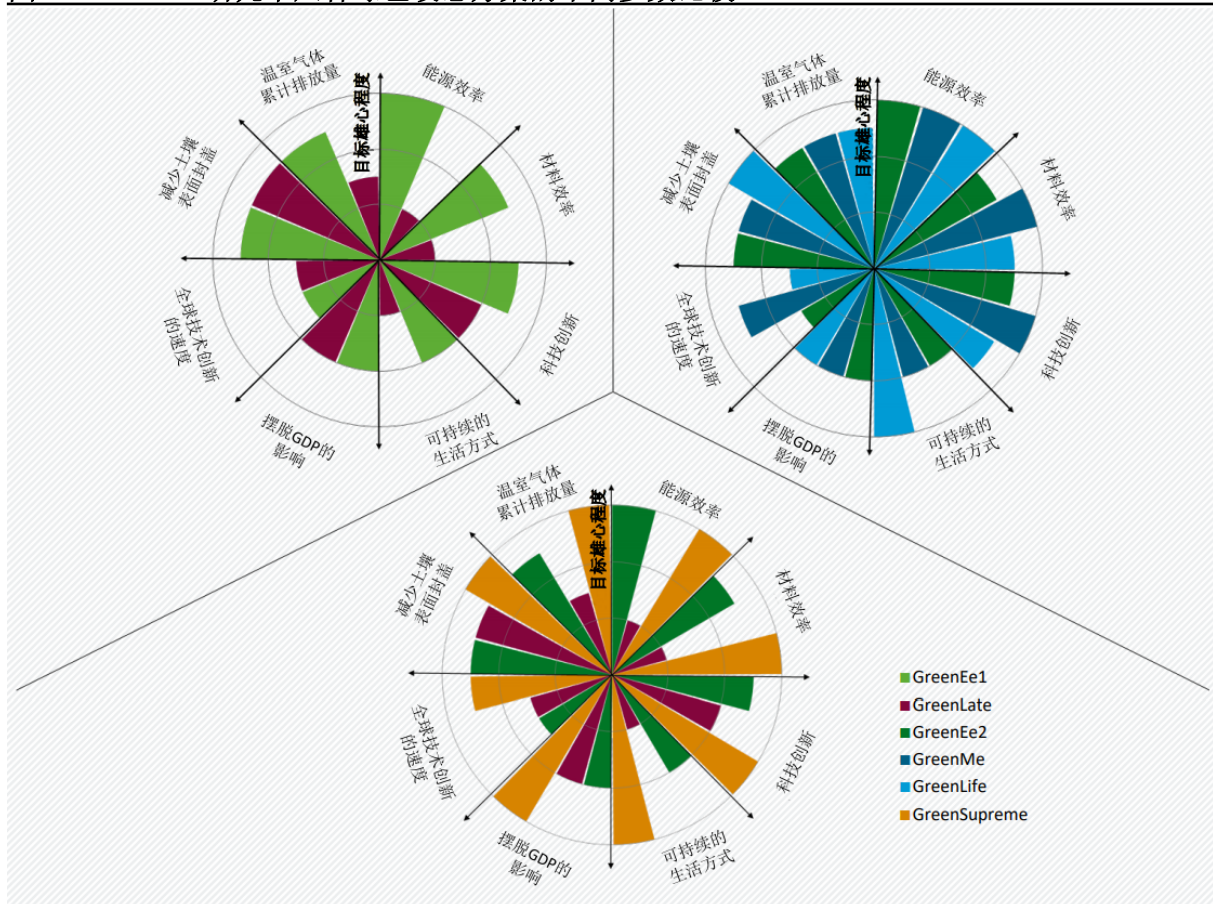 温室气体
累计排放量
目标雄心程度
能源效率
材料效率
科技创新
可持续的
生活方式
摆脱GDP的
影响
全球技术创新
的速度
减少土壤
表面封盖
温室气体
累计排放量
目标雄心程度
能源效率
材料效率
科技创新
可持续的
生活方式
摆脱GDP的
影响
全球技术创新
的速度
减少土壤
表面封盖
温室气体
累计排放量
目标雄心程度
能源效率
材料效率
科技创新
可持续的
生活方式
摆脱GDP的
影响
全球技术创新
的速度
减少土壤
表面封盖
GreenEe1
GreenLate
GreenEe2
GreenMe
GreenLife
GreenSupreme